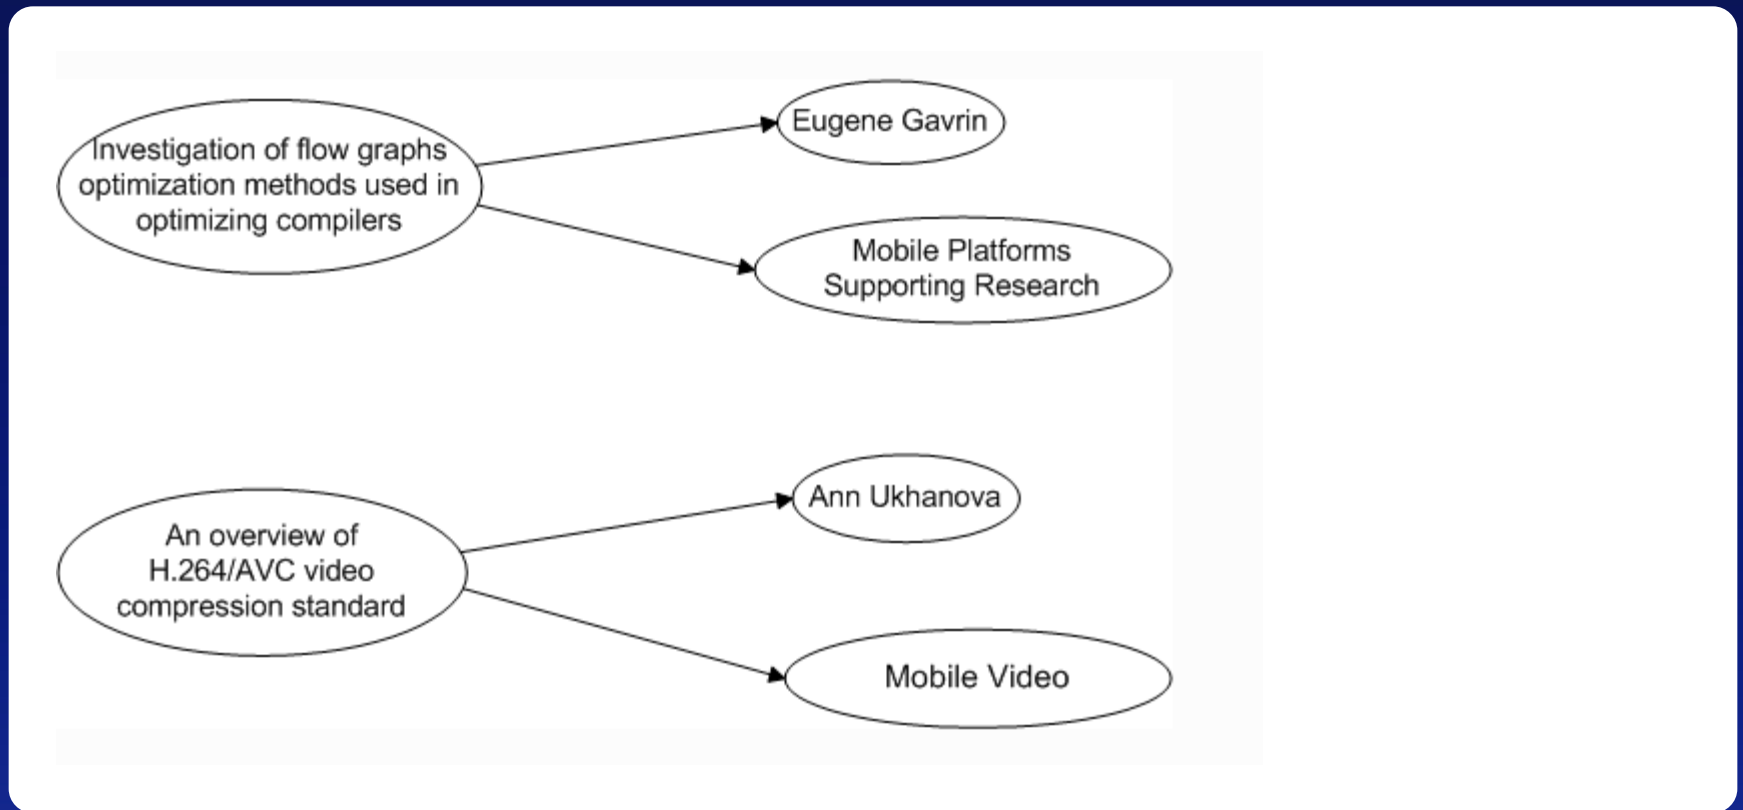 Investigation of flow graphs
optimization methods used in
optimizing compilers
Eugene Gavrin
Mobile Platforms
Supporting Research
An overview of
H.264/AVC video
compression standard
Ann Ukhanova
Mobile Video